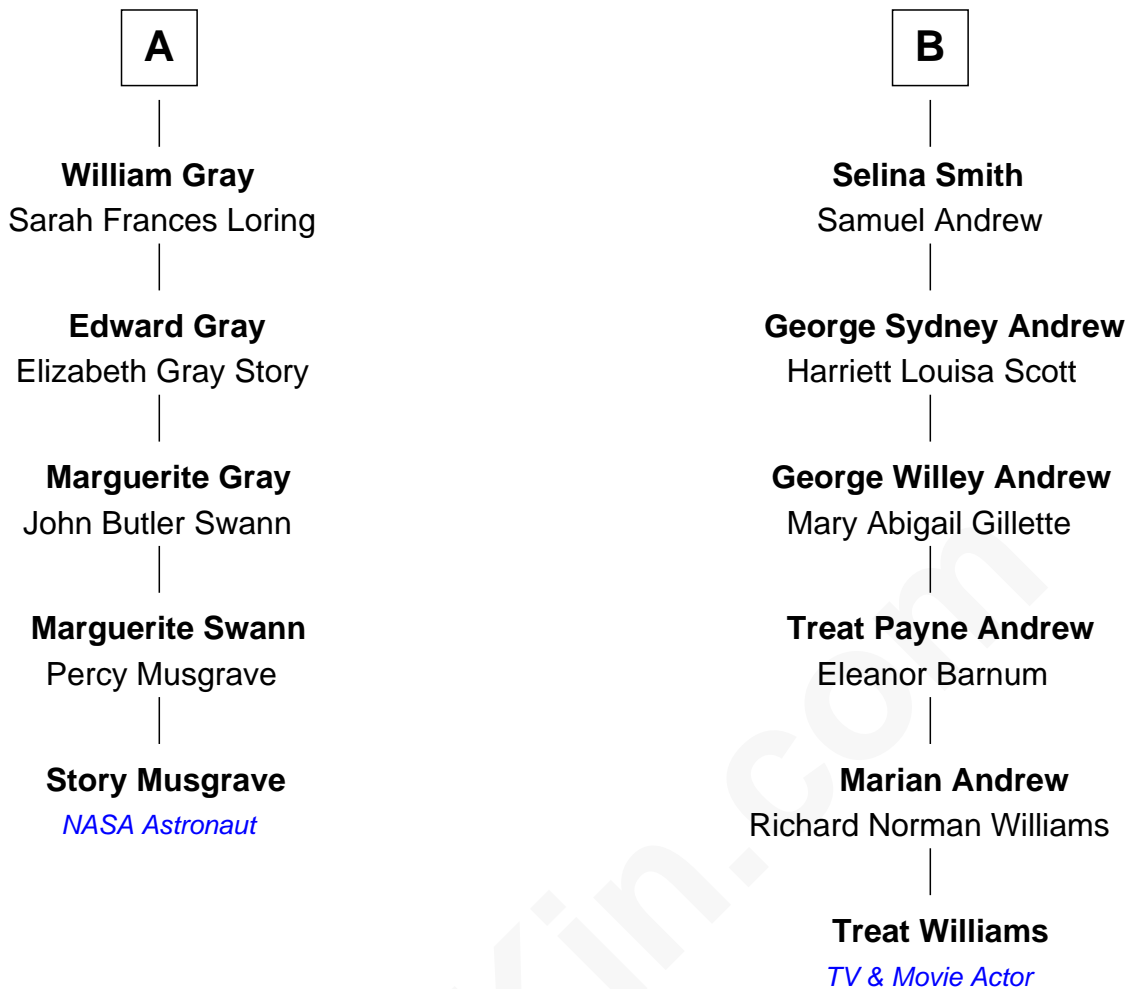 A
William Gray
Sarah Frances Loring
Edward Gray
Elizabeth Gray Story
Marguerite Gray
John Butler Swann
Marguerite Swann
Percy Musgrave
Story Musgrave
NASA Astronaut
B
Selina Smith
Samuel Andrew
George Sydney Andrew
Harriett Louisa Scott
George Willey Andrew
Mary Abigail Gillette
Treat Payne Andrew
Eleanor Barnum
Marian Andrew
Richard Norman Williams
Treat Williams
TV & Movie Actor
Kin.com